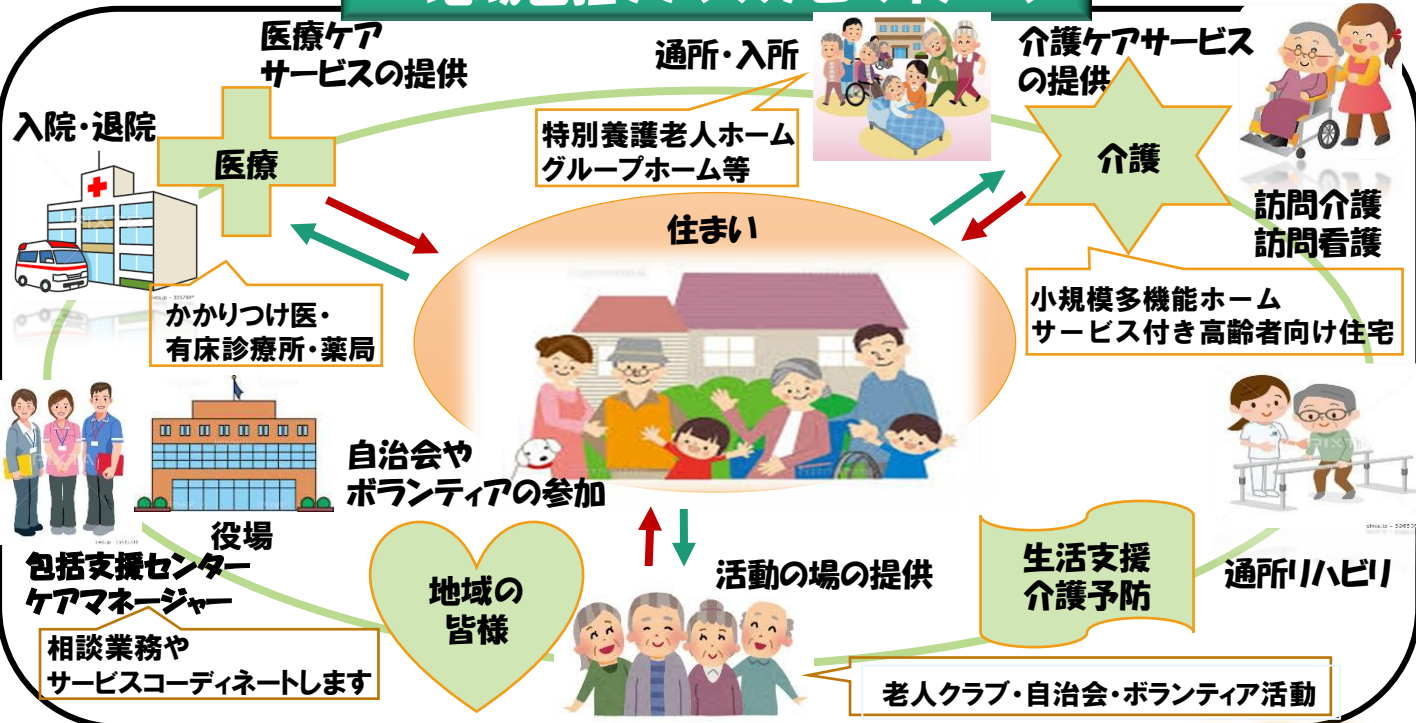 医療ケア
サービスの提供
通所・入所
介護ケアサービス
の提供
入院・退院
医療
特別養護老人ホーム
グループホーム等
介護
訪問介護
訪問看護
住まい
かかりつけ医・
有床診療所・薬局
小規模多機能ホーム
サービス付き高齢者向け住宅
自治会や
ボランティアの参加
役場
包括支援センター
ケアマネージャー
相談業務や
サービスコーディネートします
地域の
皆様
活動の場の提供
生活支援
介護予防
通所リハビリ
老人クラブ・自治会・ボランティア活動